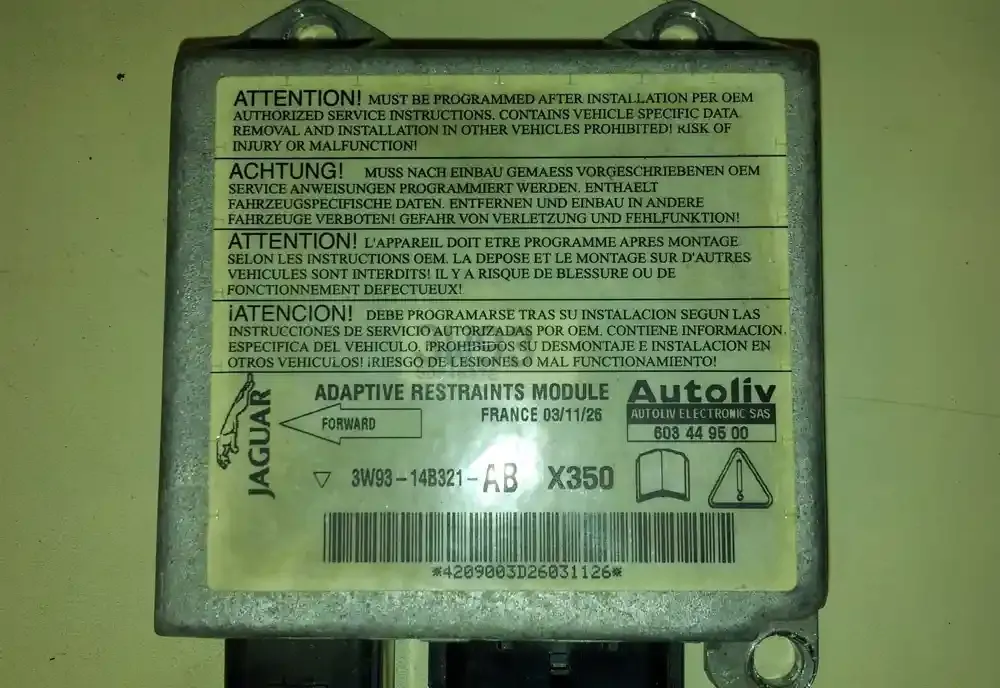 ATTENTION! MUST BE PROGRAMMED AFTER INSTALLATION PER OEM
AUTHORIZED SERVICE INSTRUCTIONS. CONTAINS VEHICLE SPECIFIC DATA.
REMOVAL AND INSTALLATION IN OTHER VEHICLES PROHIBITED! RISK OF
INJURY OR MALFUNCTION!
ACHTUNG! MUSS NACH EINBAU GEMAESS VORGESCHRIEBENEN OEM
SERVICE ANWEISUNGEN PROGRAMMIERT WERDEN. ENTHAELT
FAHRZEUGSPECIFISCHE DATEN. ENTFERNEN UND EINBAU IN ANDERE
FAHRZEUGE VERBOTEN! GEFAHR VON VERLETZUNG UND FEHLFUNKTION!
ATTENTION! L'APPAREIL DOIT ETRE PROGRAMME APRES MONTAGE
SELON LES INSTRUCTIONS OEM. LA DEPOSE ET LE MONTAGE SUR D'AUTRES
VEHICULES SONT INTERDITS! IL Y A RISQUE DE BLESSURE OU DE
FONCTIONNEMENT DEFECTUEUX!
¡ATENCION! DEBE PROGRAMARSE TRAS SU INSTALACION SEGUN LAS
INSTRUCCIONES DE SERVICIO AUTORIZADAS POR OEM. CONTIENE INFORMACION
ESPECIFICA DEL VEHICULO. ¡PROHIBIDOS SU DESMONTAJE E INSTALACION EN
OTROS VEHICULOS! ¡RIESGO DE LESIONES O MAL FUNCTIONAMIENTO!
JAGUAR
ADAPTIVE RESTRAINTS MODULE
FRANCE 03/11/26
FORWARD
Autoliv
AUTOLIV ELECTRONIC SAS
603 44 95 00
3W93-14B321-AB X350
*4209003D26031126*